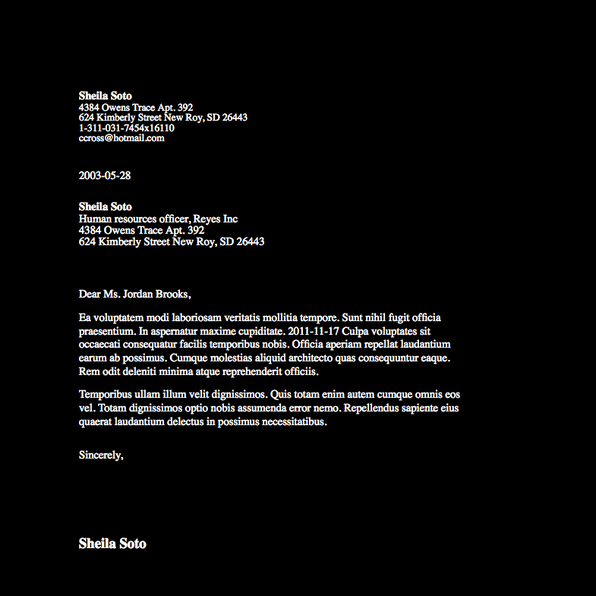 Sheila Soto
4384 Owens Trace Apt. 392
624 Kimberly Street New Roy, SD 26443
1-311-031-7454x16110
ccross@hotmail.com
2003-05-28
Sheila Soto
Human resources officer, Reyes Inc
4384 Owens Trace Apt. 392
624 Kimberly Street New Roy, SD 26443
Dear Ms. Jordan Brooks,
Ea voluptatem modi laboriosam veritatis mollitia tempore. Sunt nihil fugit officia
praesentium. In aspernatur maxime cupiditate. 2011-11-17 Culpa voluptates sit
occaecati consequatur facilis temporibus nobis. Officia aperiam repellat laudantium
earum ab possimus. Cumque molestias aliquid architecto quas consequuntur eaque.
Rem odit deleniti minima atque reprehenderit officiis.
Temporibus ullam illum velit dignissimos. Quis totam enim autem cumque omnis eos
vel. Totam dignissimos optio nobis assumenda error nemo. Repellendus sapiente eius
quaerat laudantium delectus in possimus necessitatibus.
Sincerely,
Sheila Soto